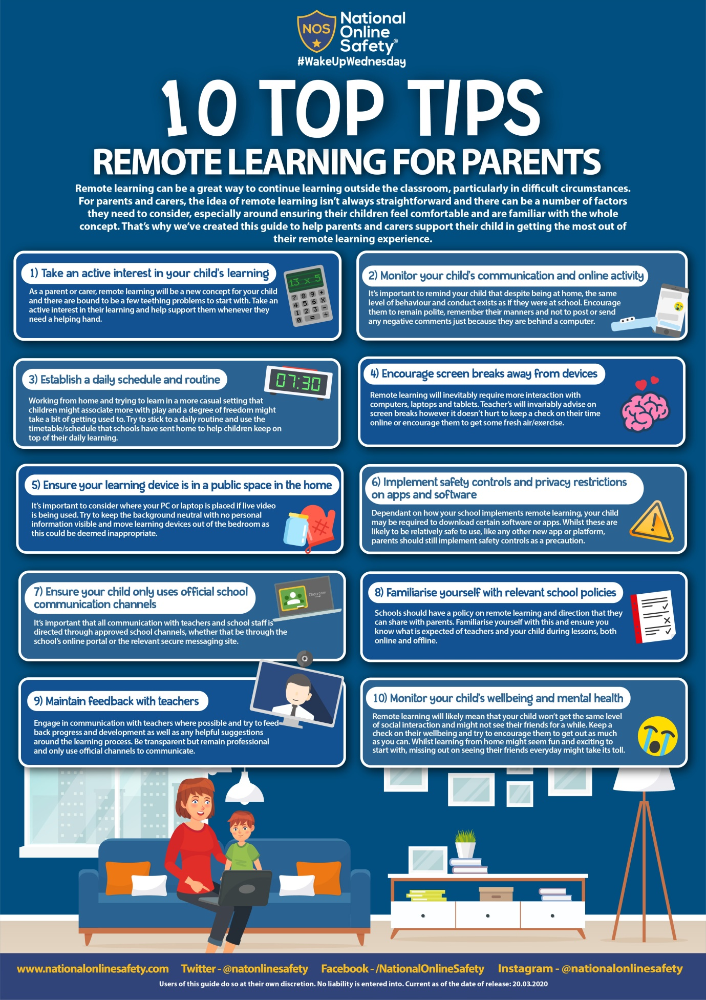 NOS
National
Online
Safety®
#WakeUpWednesday
10 TOP TIPS
REMOTE LEARNING FOR PARENTS
Remote learning can be a great way to continue learning outside the classroom, particularly in difficult circumstances.
For parents and carers, the idea of remote learning isn't always straightforward and there can be a number of factors
they need to consider, especially around ensuring their children feel comfortable and are familiar with the whole
concept. That's why we've created this guide to help parents and carers support their child in getting the most out of
their remote learning experience.
1) Take an active interest in your child's learning
As a parent or carer, remote learning will be a new concept for your child
and there are bound to be a few teething problems to start with. Take an
active interest in their learning and help support them whenever they
need a helping hand.
13 x 5
7 8 9 +
4 5 6 X
1 2 3 -
0 = ÷
2) Monitor your child's communication and online activity
It's important to remind your child that despite being at home, the same
level of behaviour and conduct exists as if they were at school. Encourage
them to remain polite, remember their manners and not to post or send
any negative comments just because they are behind a computer.
3) Establish a daily schedule and routine
07:30
Working from home and trying to learn in a more casual setting that
children might associate more with play and a degree of freedom might
take a bit of getting used to. Try to stick to a daily routine and use the
timetable/schedule that schools have sent home to help children keep on
top of their daily learning.
4) Encourage screen breaks away from devices
Remote learning will inevitably require more interaction with
computers, laptops and tablets. Teacher's will invariably advise on
screen breaks however it doesn't hurt to keep a check on their time
online or encourage them to get some fresh air/exercise.
5) Ensure your learning device is in a public space in the home
It's important to consider where your PC or laptop is placed if live video
is being used. Try to keep the background neutral with no personal
information visible and move learning devices out of the bedroom as
this could be deemed inappropriate.
6) Implement safety controls and privacy restrictions
on apps and software
Dependant on how your school implements remote learning, your child
may be required to download certain software or apps. Whilst these are
likely to be relatively safe to use, like any other new app or platform,
parents should still implement safety controls as a precaution.
7) Ensure your child only uses official school
communication channels
Classroom
It's important that all communication with teachers and school staff is
directed through approved school channels, whether that be through the
school's online portal or the relevant secure messaging site.
8) Familiarise yourself with relevant school policies
Schools should have a policy on remote learning and direction that they
can share with parents. Familiarise yourself with this and ensure you
know what is expected of teachers and your child during lessons, both
online and offline.
9) Maintain feedback with teachers
Engage in communication with teachers where possible and try to feed
back progress and development as well as any helpful suggestions
around the learning process. Be transparent but remain professional
and only use official channels to communicate.
10) Monitor your child's wellbeing and mental health
Remote learning will likely mean that your child won't get the same level
of social interaction and might not see their friends for a while. Keep a
check on their wellbeing and try to encourage them to get out as much
as you can. Whilst learning from home might seem fun and exciting to
start with, missing out on seeing their friends everyday might take its toll.
www.nationalonlinesafety.com Twitter - @natonlinesafety Facebook - /NationalOnlineSafety Instagram - @nationalonlinesafety
Users of this guide do so at their own discretion. No liability is entered into. Current as of the date of release: 20.03.2020